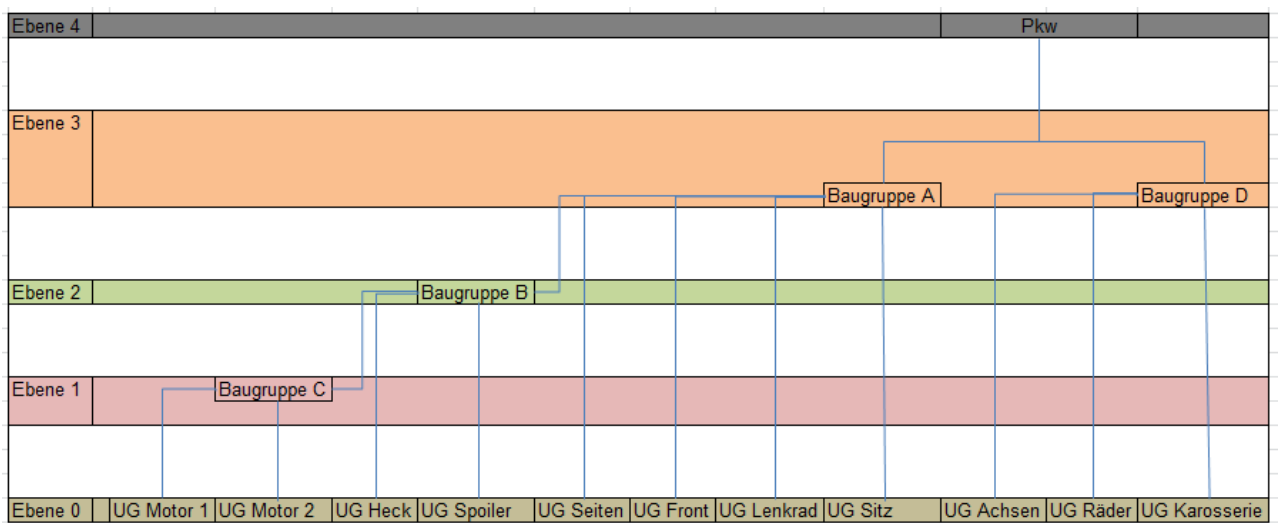 Ebene 4 Pkw
Ebene 3
Baugruppe A Baugruppe D
Ebene 2 Baugruppe B
Ebene 1 Baugruppe C
Ebene 0 UG Motor 1 UG Motor 2 UG Heck UG Spoiler UG Seiten UG Front UG Lenkrad UG Sitz UG Achsen UG Räder UG Karosserie